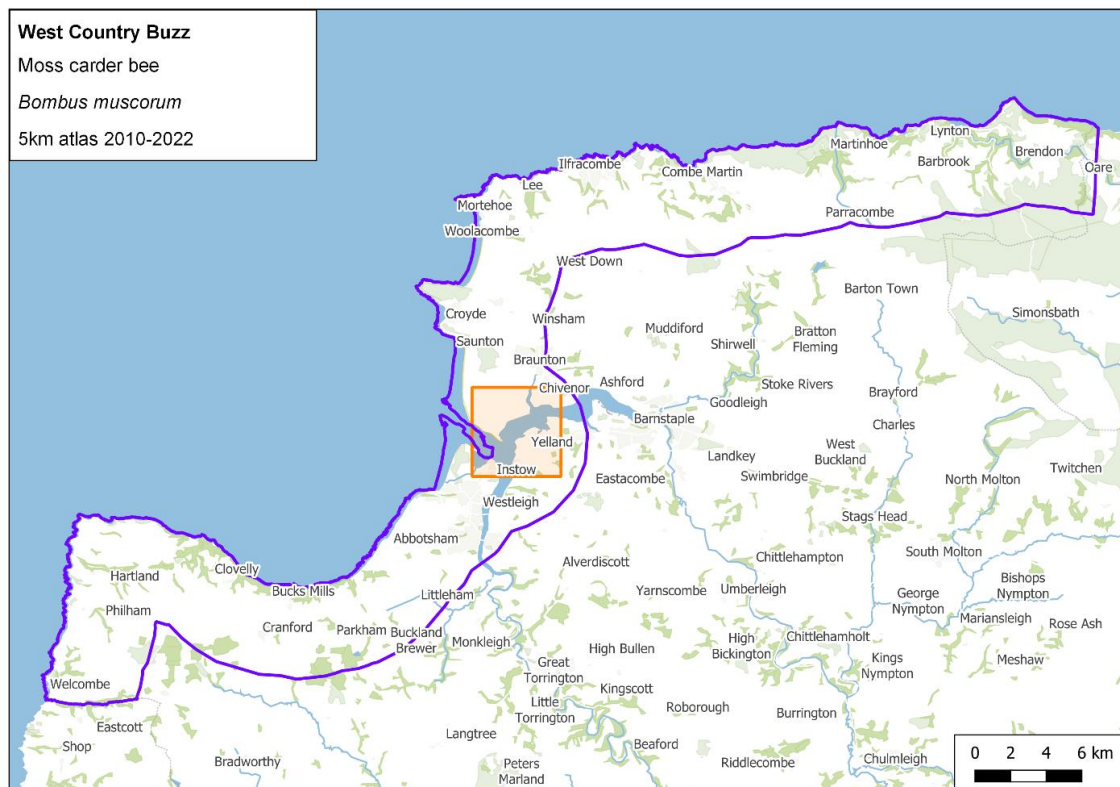 West Country Buzz
Moss carder bee
Bombus muscorum
5km atlas 2010-2022
Lynton
Martinhoe
Brendon
Barbrook
Oare
Ilfracombe
Combe Martin
Lee
Mortehoe
Parracombe
Woolacombe
West Down
Barton Town
Croyde
Winsham
Simonsbath
Muddiford
Bratton
Fleming
Saunton
Shirwell
Braunton
Chivenor
Ashford
Stoke Rivers
Goodleigh
Brayford
Barnstaple
Charles
Yelland
West
Buckland
Landkey
Instow
Swimbridge
Twitchen
Eastacombe
North Molton
Westleigh
Stags Head
Abbotsham
South Molton
Chittlehampton
Alverdiscott
Clovelly
Hartland
Bucks Mills
Bishops
Nympton
Yarnscombe
Umberleigh
George
Nympton
Littleham
Philham
Mariansleigh
Rose Ash
Cranford
Parkham
Buckland
Brewer
Monkleigh
High Bullen
High
Bickington
Chittlehamholt
Kings
Nympton
Meshaw
Great
Torrington
Welcombe
Kingscott
Little
Torrington
Roborough
Burrington
Eastcott
Langtree
Shop
Beaford
Bradworthy
Riddlecombe
Chulmleigh
Peters
Marland
0 2 4 6 km